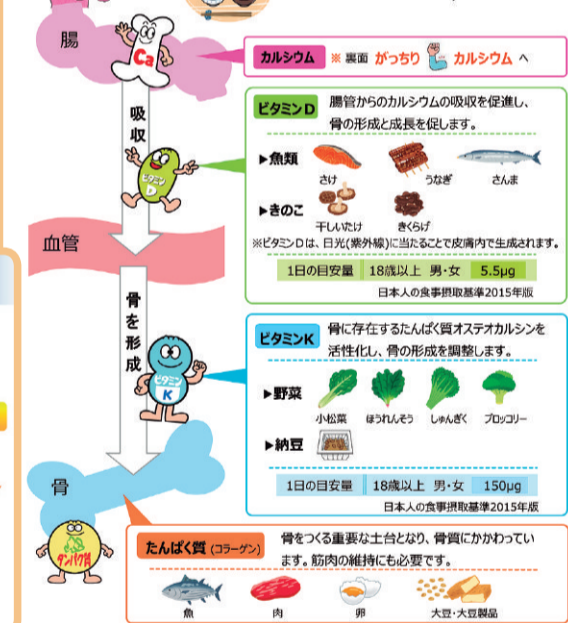 腸
Ca
カルシウム ※ 裏面 がっちり カルシウム へ
吸収
ビタミンD
ビタミンD 腸管からのカルシウムの吸収を促進し、
骨の形成と成長を促します。
▶魚類
さけ うなぎ さんま
▶きのこ
干ししいたけ きくらげ
※ビタミンDは、日光(紫外線)に当たることで皮膚内で生成されます。
1日の目安量 18歳以上 男・女 5.5μg
日本人の食事摂取基準2015年版
血管
骨を形成
ビタミンK
ビタミンK 骨に存在するたんぱく質オステオカルシンを
活性化し、骨の形成を調整します。
▶野菜
小松菜 ほうれんそう しゅんぎく ブロッコリー
▶納豆
1日の目安量 18歳以上 男・女 150μg
日本人の食事摂取基準2015年版
骨
タンパク質
たんぱく質 (コラーゲン) 骨をつくる重要な土台となり、骨質にかかわってい
ます。筋肉の維持にも必要です。
魚 肉 卵 大豆・大豆製品